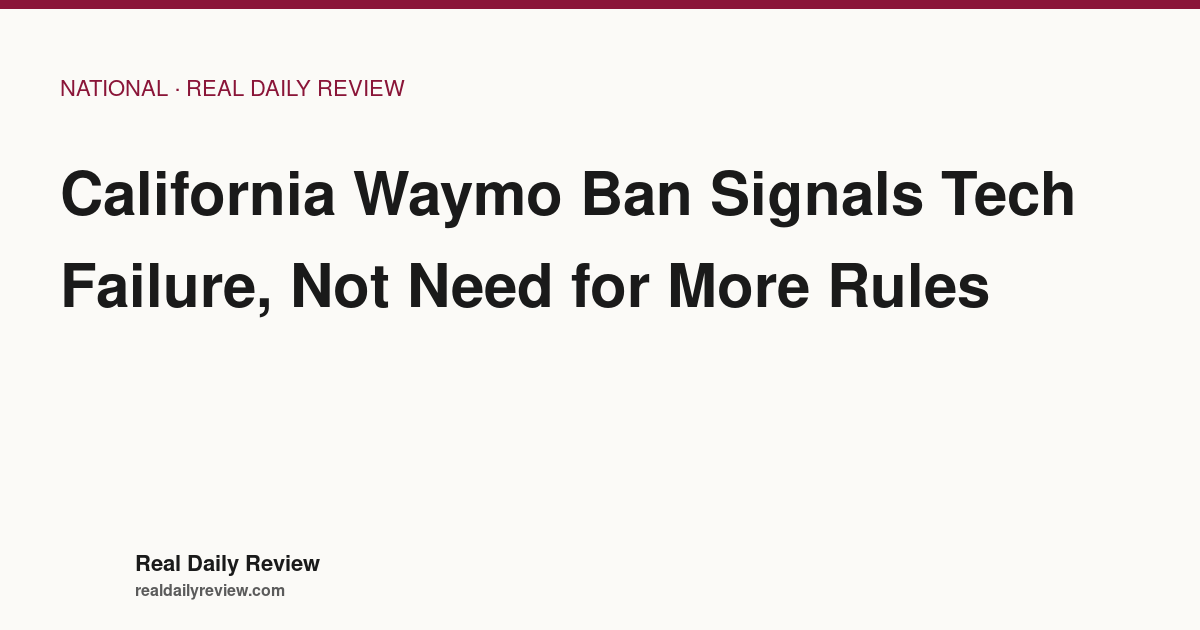 NATIONAL · REAL DAILY REVIEW
California Waymo Ban Signals Tech
Failure, Not Need for More Rules
Real Daily Review
realdailyreview.com